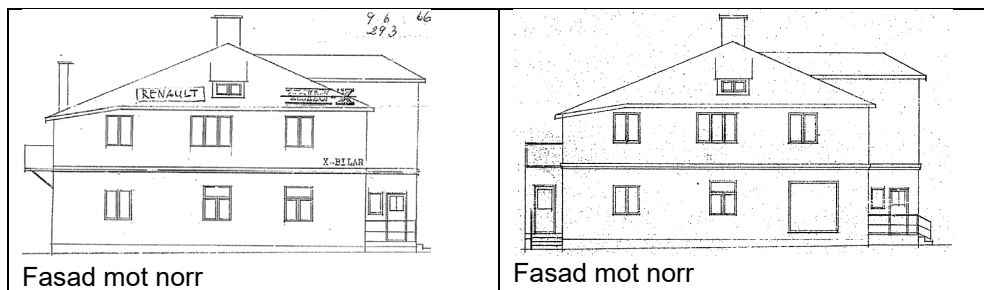 9.6 66
293
RENAULT
X
X-BILAR
Fasad mot norr
Fasad mot norr